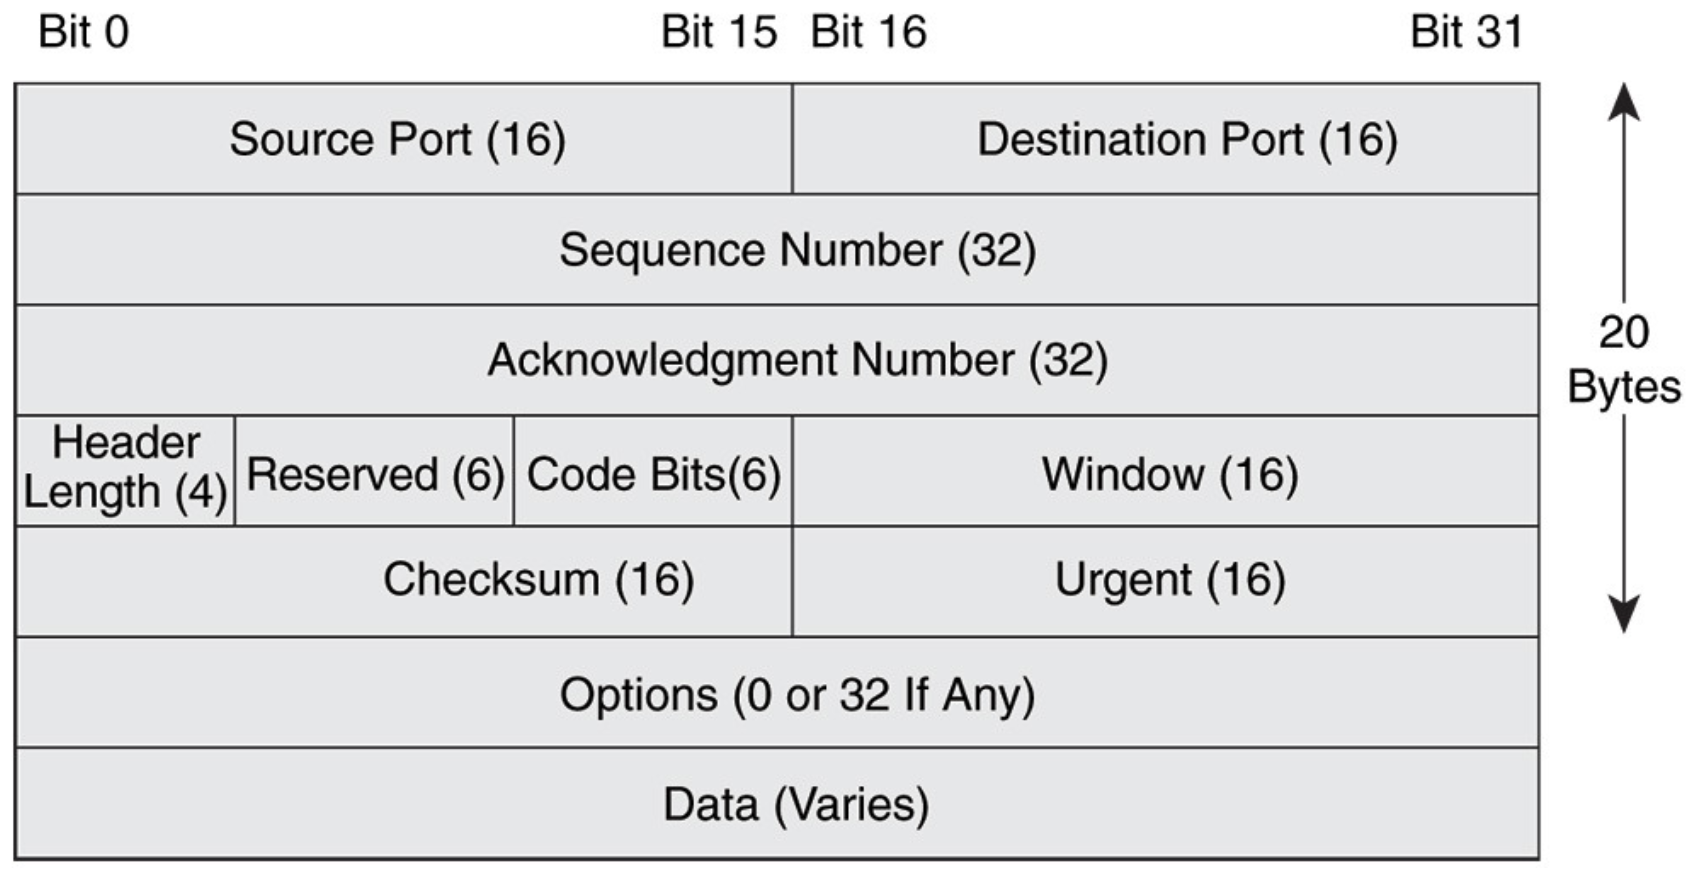 Bit 0 Bit 15 Bit 16 Bit 31
Source Port (16) Destination Port (16)
Sequence Number (32)
Acknowledgment Number (32)
20
Bytes
Header
Length (4) Reserved (6) Code Bits(6) Window (16)
Checksum (16) Urgent (16)
Options (0 or 32 If Any)
Data (Varies)